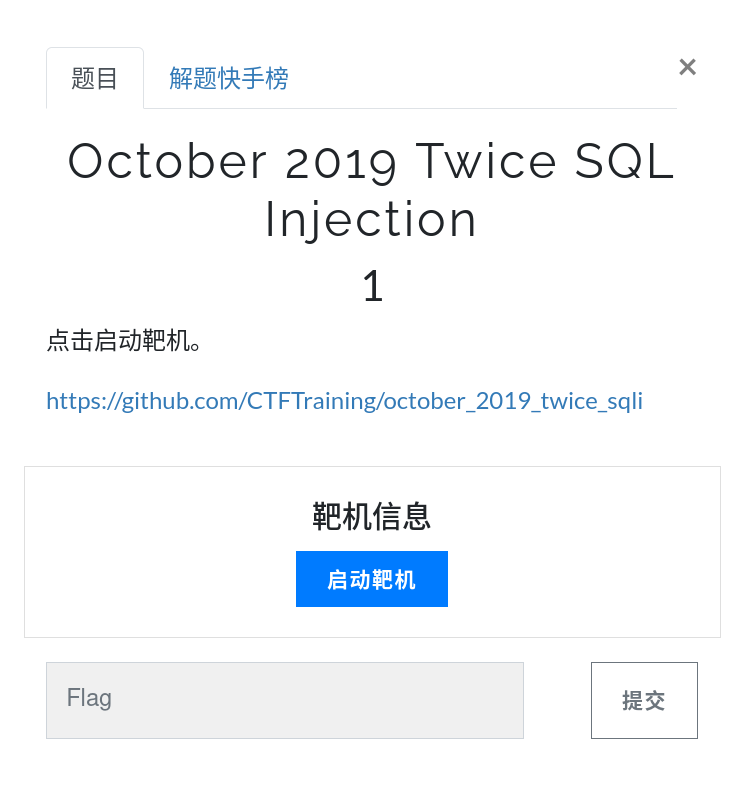 题目
解题快手榜
×
October 2019 Twice SQL
Injection
1
点击启动靶机。
https://github.com/CTFTraining/october_2019_twice_sqli
靶机信息
启动靶机
Flag
提交